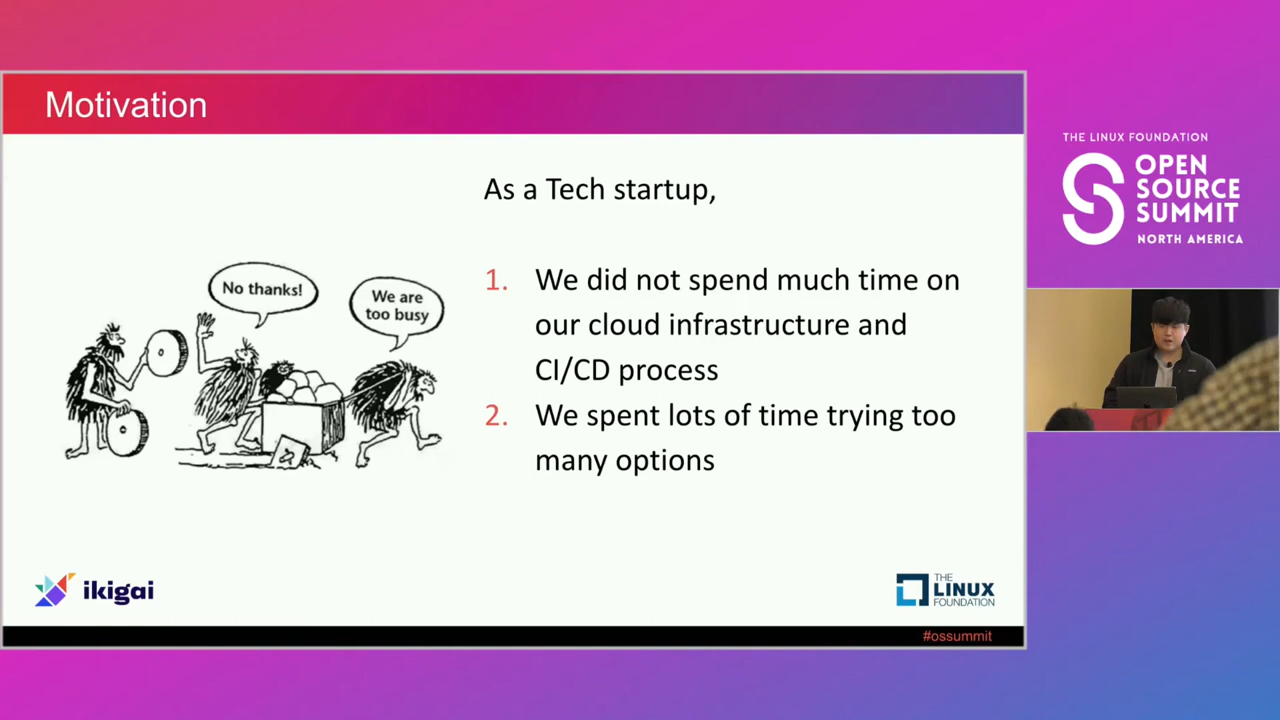 Motivation
As a Tech startup,
No thanks!
We are
too busy
1. We did not spend much time on
our cloud infrastructure and
CI/CD process
2. We spent lots of time trying too
many options
ikigai
THE
LINUX
FOUNDATION
#ossummit
THE LINUX FOUNDATION
OPEN
SOURCE
SUMMIT
NORTH AMERICA